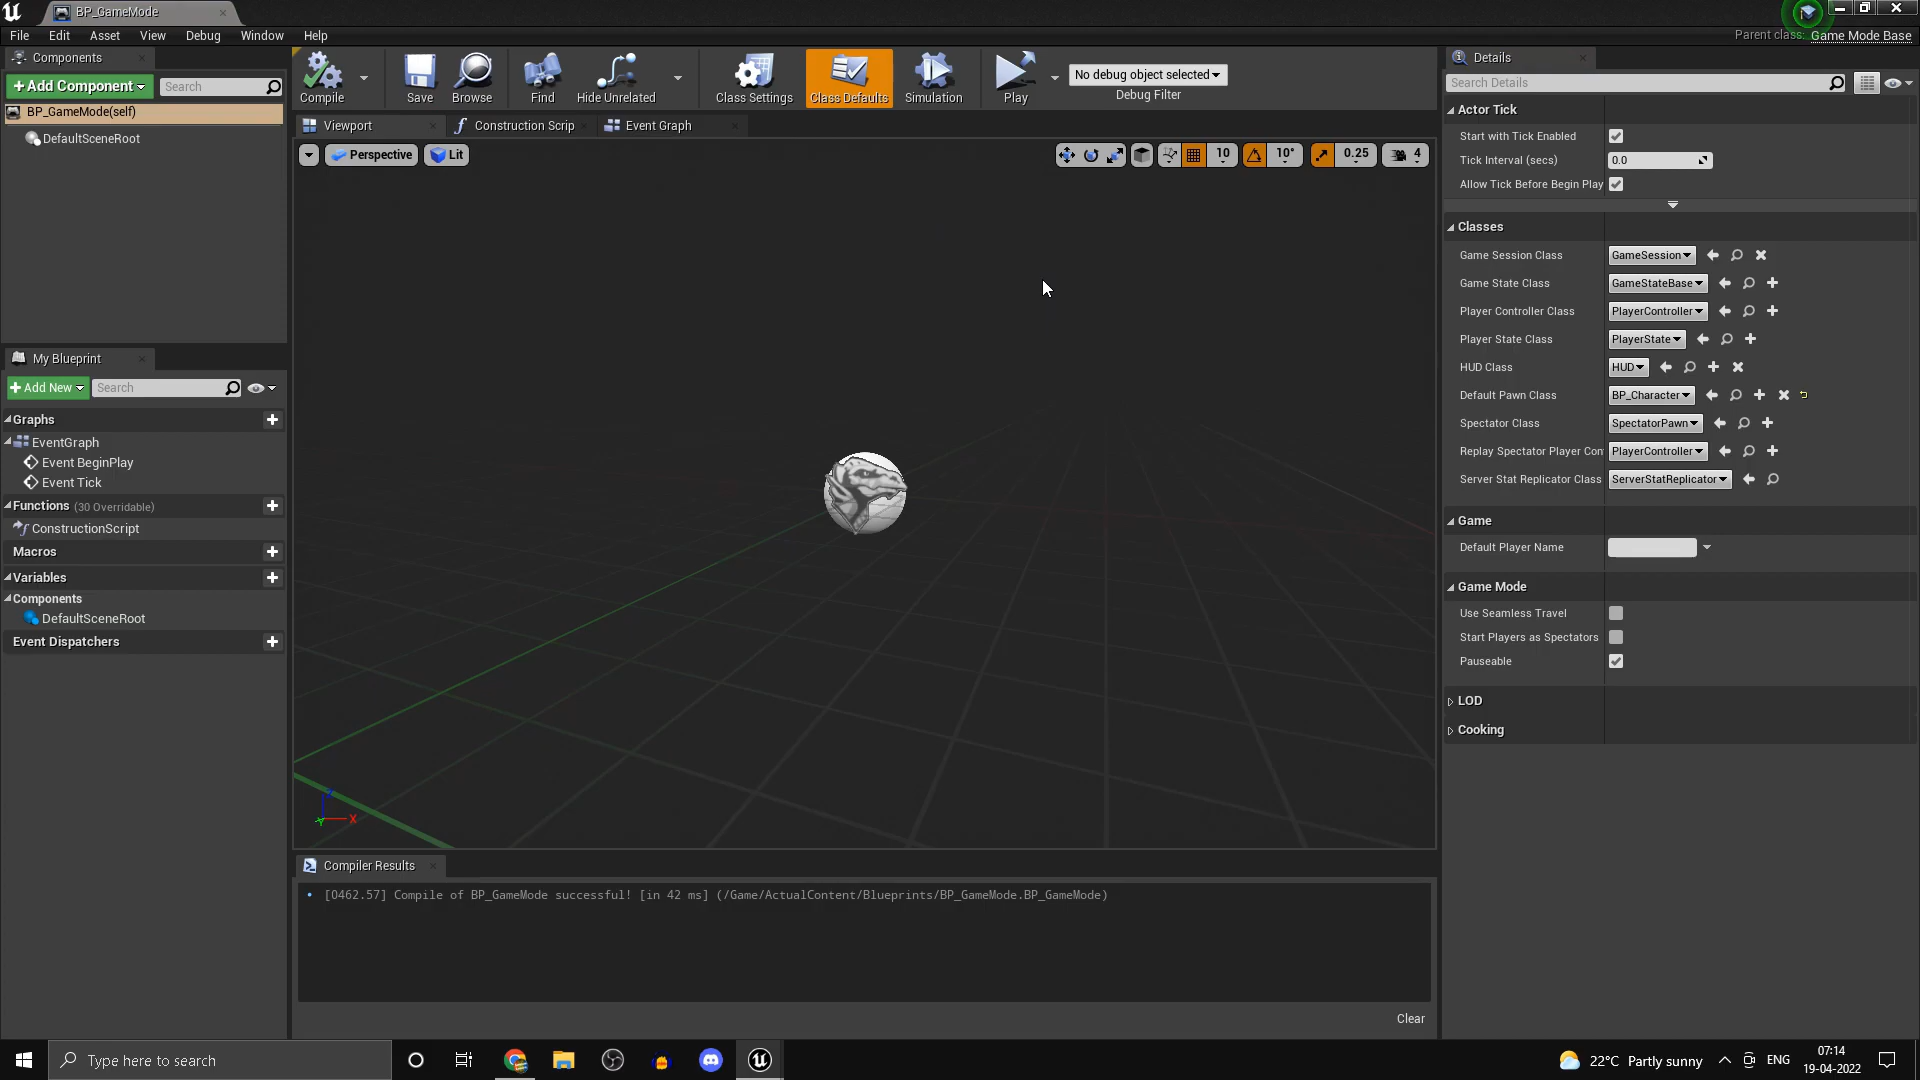 BP_GameMode
File Edit Asset View Debug Window Help
Parent class: Game Mode Base
Components
+Add Component
Search
BP_GameMode(self)
DefaultSceneRoot
Compile
Save
Browse
Find
Hide Unrelated
Class Settings
Class Defaults
Simulation
Play
No debug object selected
Debug Filter
Viewport
Construction Scrip
Event Graph
Perspective
Lit
10
10°
0.25
4
X
My Blueprint
+Add New
Search
Graphs
EventGraph
Event BeginPlay
Event Tick
Functions (30 Overridable)
ConstructionScript
Macros
Variables
Components
DefaultSceneRoot
Event Dispatchers
Compiler Results
[0462.57] Compile of BP_GameMode successful! [in 42 ms] (/Game/ActualContent/Blueprints/BP_GameMode.BP_GameMode)
Clear
Details
Search Details
Actor Tick
Start with Tick Enabled
Tick Interval (secs) 0.0
Allow Tick Before Begin Play
Classes
Game Session Class GameSession
Game State Class GameStateBase
Player Controller Class PlayerController
Player State Class PlayerState
HUD Class HUD
Default Pawn Class BP_Character
Spectator Class SpectatorPawn
Replay Spectator Player Con PlayerController
Server Stat Replicator Class ServerStatReplicator
Game
Default Player Name
Game Mode
Use Seamless Travel
Start Players as Spectators
Pauseable
LOD
Cooking
Type here to search
22°C Partly sunny
ENG
07:14
19-04-2022